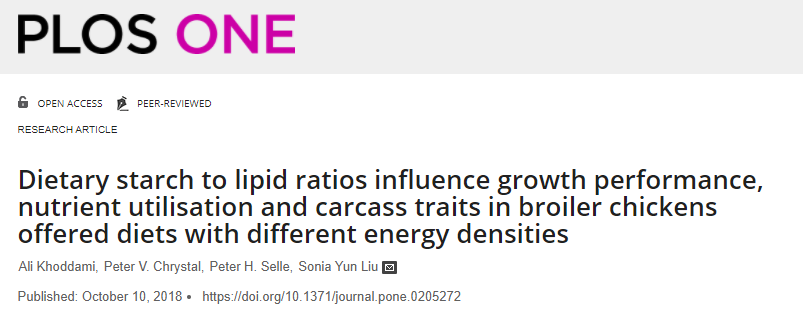 PLOS ONE
OPEN ACCESS PEER-REVIEWED
RESEARCH ARTICLE
Dietary starch to lipid ratios influence growth performance,
nutrient utilisation and carcass traits in broiler chickens
offered diets with different energy densities
Ali Khoddami, Peter V. Chrystal, Peter H. Selle, Sonia Yun Liu
Published: October 10, 2018 • https://doi.org/10.1371/journal.pone.0205272